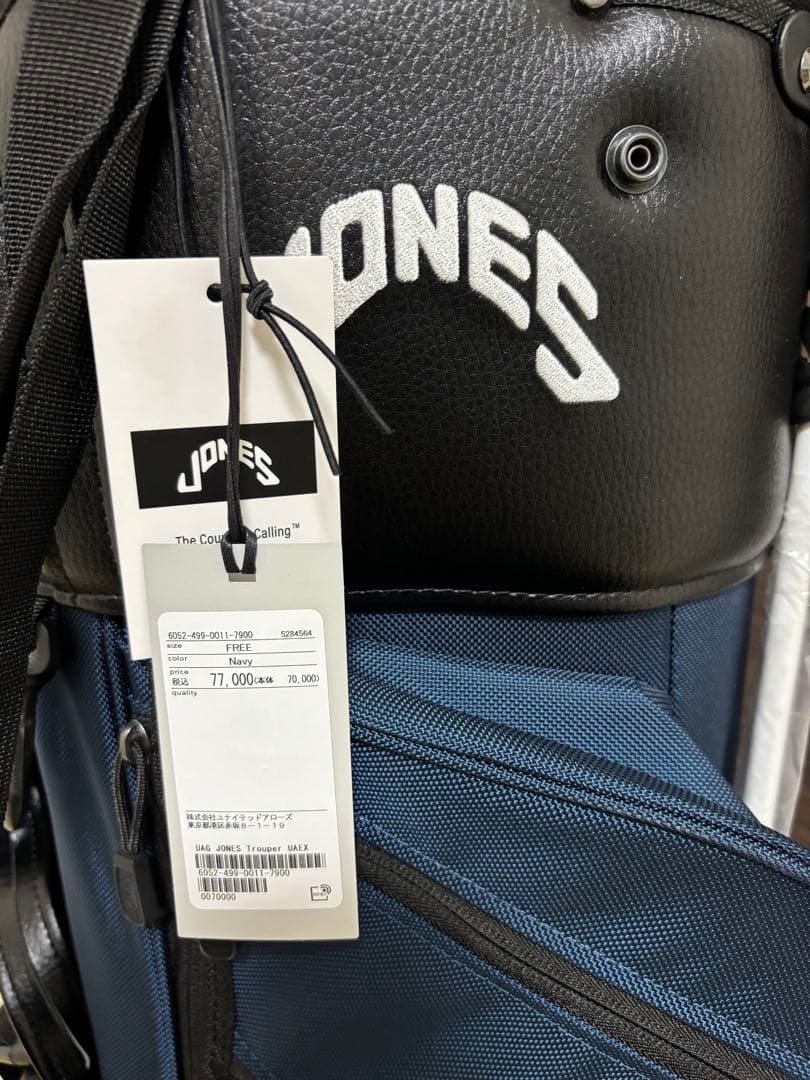 JONES
JONES
The Cou Calling™
6052-499-0011-7900 5284564
size FREE
color Navy
price
税込 77,000(本体 70,000)
quality
株式会社ユナイテッドアローズ
東京都港区赤坂8-1-19
UAG JONES Trouper UAEX
6052-499-0011-7900
0070000